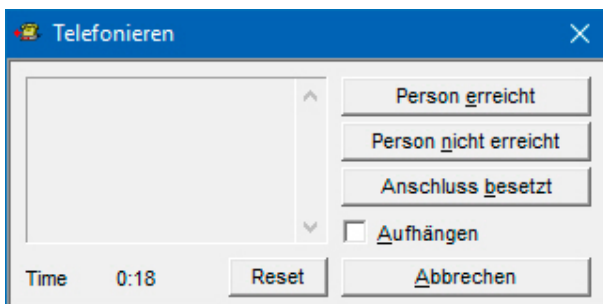 Telefonieren
Person erreicht
Person nicht erreicht
Anschluss besetzt
Aufhängen
Time 0:18 Reset Abbrechen